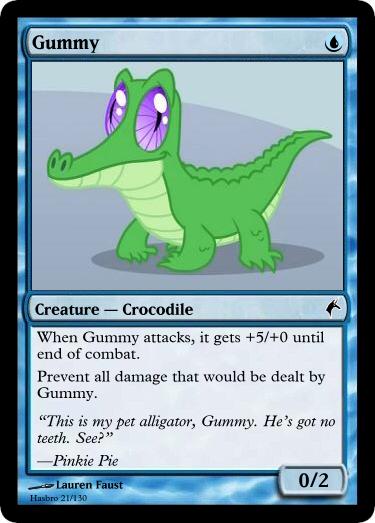 Gummy
Creature — Crocodile
When Gummy attacks, it gets +5/+0 until
end of combat.
Prevent all damage that would be dealt by
Gummy.
“This is my pet alligator, Gummy. He's got no
teeth. See?”
—Pinkie Pie
0/2
Lauren Faust
Hasbro 21/130